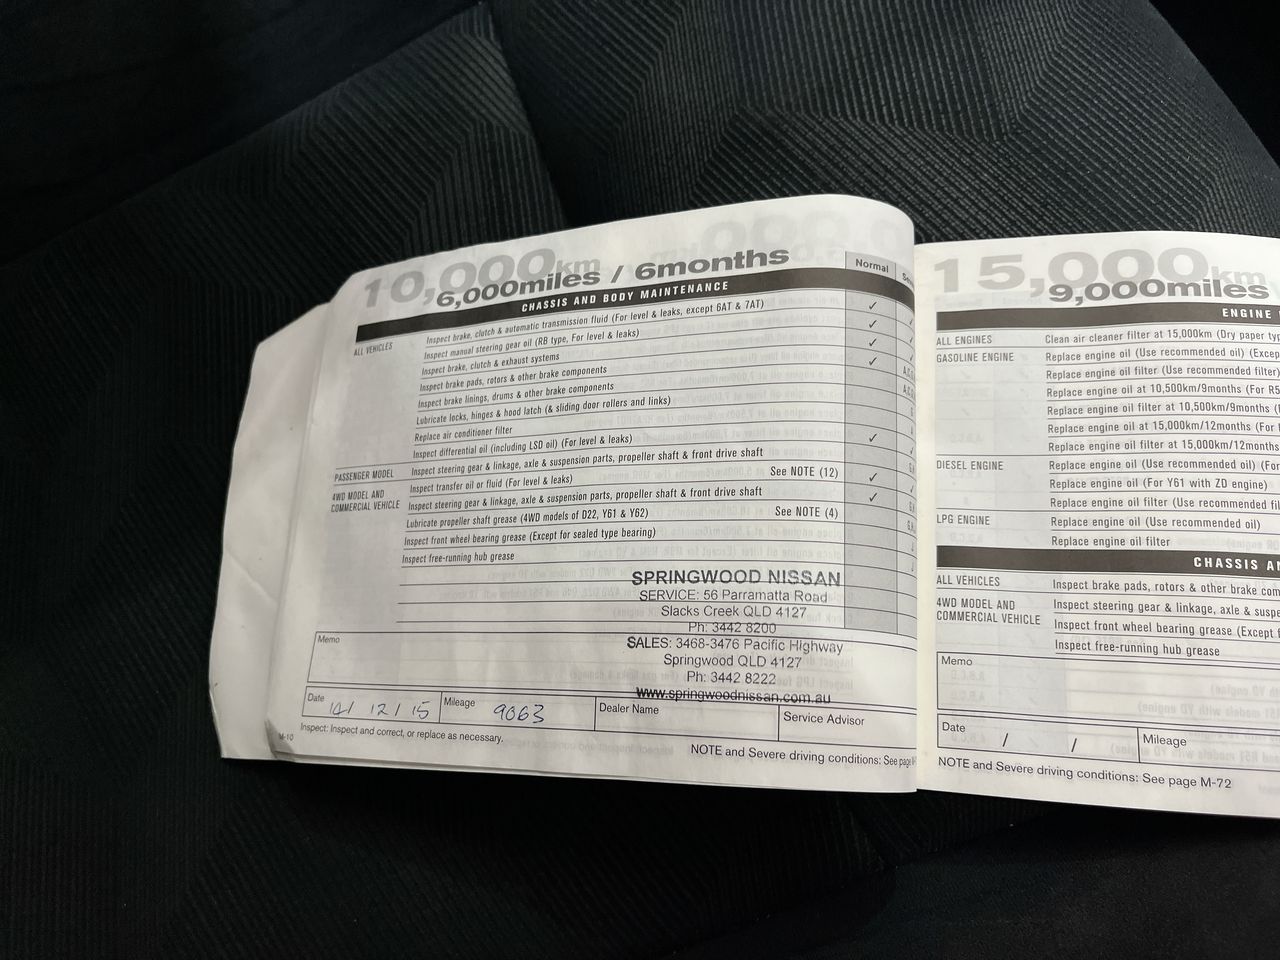 10,000km
6,000miles / 6months
CHASSIS AND BODY MAINTENANCE
Normal
ALL VEHICLES
Inspect brake, clutch & automatic transmission fluid (For level & leaks, except 6AT & 7AT) ✓
Inspect manual steering gear oil (RB type, For level & leaks) ✓
Inspect brake, clutch & exhaust systems ✓
Inspect brake pads, rotors & other brake components ✓
Inspect brake linings, drums & other brake components
Lubricate locks, hinges & hood latch (& sliding door rollers and links)
Replace air conditioner filter
Inspect differential oil (including LSD oil) (For level & leaks) ✓
PASSENGER MODEL
Inspect steering gear & linkage, axle & suspension parts, propeller shaft & front drive shaft
4WD MODEL AND
COMMERCIAL VEHICLE
Inspect transfer oil or fluid (For level & leaks) See NOTE (12) ✓
Inspect steering gear & linkage, axle & suspension parts, propeller shaft & front drive shaft ✓
Lubricate propeller shaft grease (4WD models of D22, Y61 & Y62) See NOTE (4)
Inspect front wheel bearing grease (Except for sealed type bearing)
Inspect free-running hub grease
SPRINGWOOD NISSAN
SERVICE: 56 Parramatta Road
Slacks Creek QLD 4127
Ph: 3442 8200
SALES: 3468-3476 Pacific Highway
Springwood QLD 4127
Ph: 3442 8222
www.springwoodnissan.com.au
Memo
Date 14/ 12 / 15
Mileage 9063
Dealer Name
Service Advisor
Inspect: Inspect and correct, or replace as necessary.
M-10
NOTE and Severe driving conditions: See page
15,000km
9,000miles
ENGINE
ALL ENGINES
Clean air cleaner filter at 15,000km (Dry paper
GASOLINE ENGINE
Replace engine oil (Use recommended oil)
Replace engine oil filter (Use recommended filter)
Replace engine oil at 10,500km/9months (For
Replace engine oil filter at 10,500km/9months
Replace engine oil at 15,000km/12months
Replace engine oil filter at 15,000km/12months
DIESEL ENGINE
Replace engine oil (Use recommended oil)
Replace engine oil (For Y61 with ZD engine)
Replace engine oil filter (Use recommended
LPG ENGINE
Replace engine oil (Use recommended oil)
Replace engine oil filter
CHASSIS
ALL VEHICLES
Inspect brake pads, rotors & other brake
4WD MODEL AND
COMMERCIAL VEHICLE
Inspect steering gear & linkage, axle &
Inspect front wheel bearing grease (Except
Inspect free-running hub grease
Memo
Date / /
Mileage
NOTE and Severe driving conditions: See page M-72